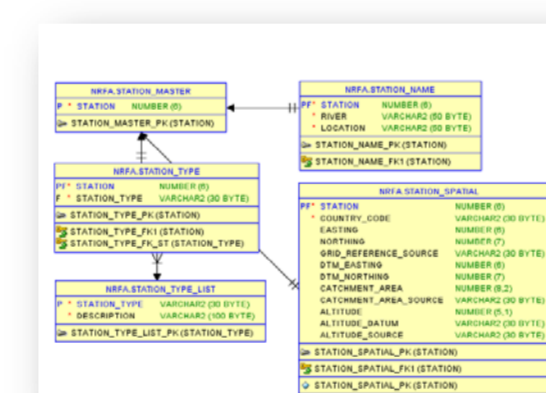 NRFA.STATION_MASTER
P * STATION NUMBER (6)
STATION_MASTER_PK (STATION)
NRFA.STATION_NAME
PF* STATION NUMBER (6)
* RIVER VARCHAR2 (60 BYTE)
* LOCATION VARCHAR2 (60 BYTE)
STATION_NAME_PK (STATION)
STATION_NAME_FK1 (STATION)
NRFA.STATION_TYPE
PF* STATION NUMBER (6)
F * STATION_TYPE VARCHAR2 (30 BYTE)
STATION_TYPE_PK (STATION)
STATION_TYPE_FK1 (STATION)
STATION_TYPE_FK_ST (STATION_TYPE)
NRFA.STATION_TYPE_LIST
P * STATION_TYPE VARCHAR2 (30 BYTE)
* DESCRIPTION VARCHAR2 (100 BYTE)
STATION_TYPE_LIST_PK (STATION_TYPE)
NRFA.STATION_SPATIAL
PF* STATION NUMBER (6)
* COUNTRY_CODE VARCHAR2 (30 BYTE)
EASTING NUMBER (6)
NORTHING NUMBER (7)
GRID_REFERENCE_SOURCE VARCHAR2 (30 BYTE)
DTM_EASTING NUMBER (6)
DTM_NORTHING NUMBER (7)
CATCHMENT_AREA NUMBER (8,2)
CATCHMENT_AREA_SOURCE VARCHAR2 (30 BYTE)
ALTITUDE NUMBER (5,1)
ALTITUDE_DATUM VARCHAR2 (30 BYTE)
ALTITUDE_SOURCE VARCHAR2 (30 BYTE)
STATION_SPATIAL_PK (STATION)
STATION_SPATIAL_FK1 (STATION)
STATION_SPATIAL_PK (STATION)